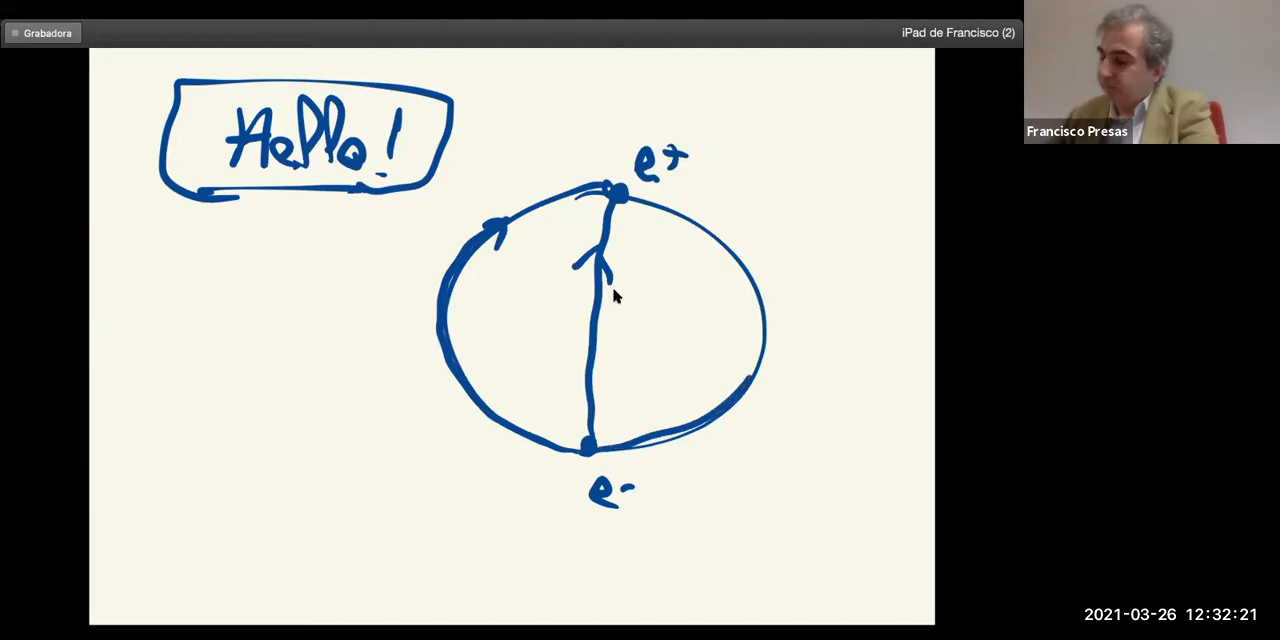 Grabadora
iPad de Francisco (2)
Hello!
e+
Francisco Presas
e-
2021-03-26 12:32:21